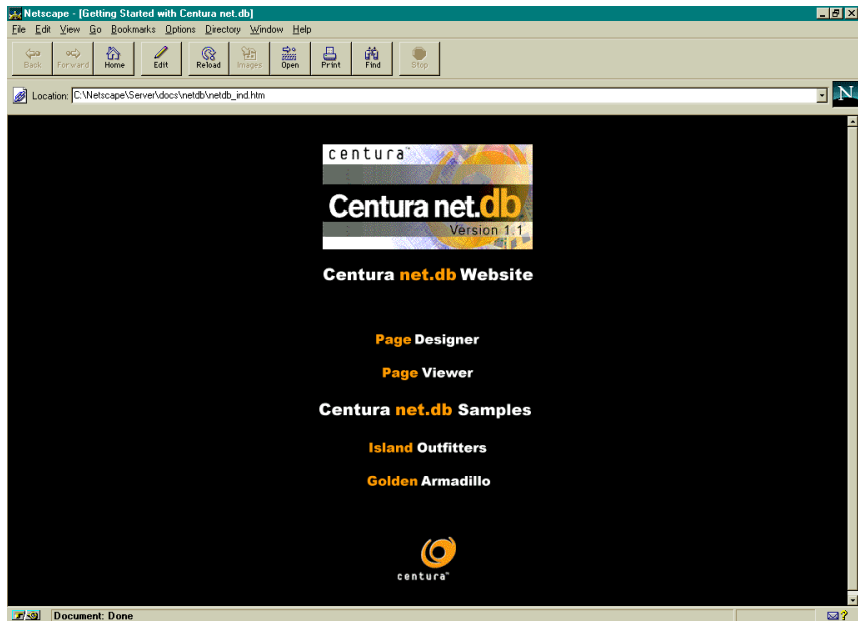 Netscape - [Getting Started with Centura net.db]
File Edit View Go Bookmarks Options Directory Window Help
Back Forward Home Edit Reload Images Open Print Find Stop
Location: C:\Netscape\Server\docs\netdb\netdb_ind.htm
N
centura™
Centura net.db
Version 1.1
Centura net.db Website
Page Designer
Page Viewer
Centura net.db Samples
Island Outfitters
Golden Armadillo
centura™
Document: Done